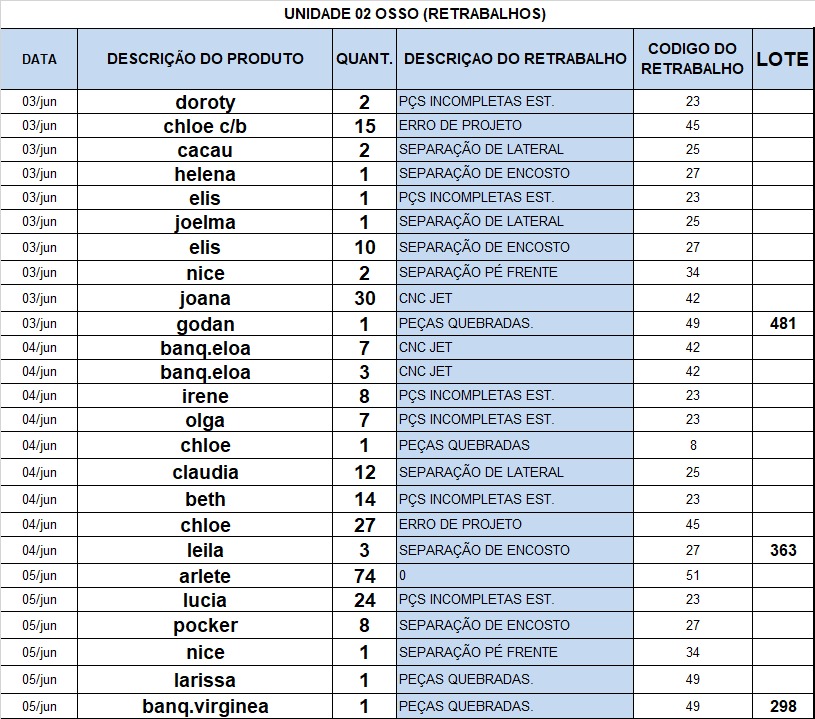 UNIDADE 02 OSSO (RETRABALHOS)
DATA DESCRIÇÃO DO PRODUTO QUANT. DESCRIÇAO DO RETRABALHO CODIGO DO RETRABALHO LOTE
03/jun doroty 2 PÇS INCOMPLETAS EST. 23
03/jun chloe c/b 15 ERRO DE PROJETO 45
03/jun cacau 2 SEPARAÇÃO DE LATERAL 25
03/jun helena 1 SEPARAÇÃO DE ENCOSTO 27
03/jun elis 1 PÇS INCOMPLETAS EST. 23
03/jun joelma 1 SEPARAÇÃO DE LATERAL 25
03/jun elis 10 SEPARAÇÃO DE ENCOSTO 27
03/jun nice 2 SEPARAÇÃO PÉ FRENTE 34
03/jun joana 30 CNC JET 42
03/jun godan 1 PEÇAS QUEBRADAS. 49 481
04/jun banq.eloa 7 CNC JET 42
04/jun banq.eloa 3 CNC JET 42
04/jun irene 8 PÇS INCOMPLETAS EST. 23
04/jun olga 7 PÇS INCOMPLETAS EST. 23
04/jun chloe 1 PEÇAS QUEBRADAS 8
04/jun claudia 12 SEPARAÇÃO DE LATERAL 25
04/jun beth 14 PÇS INCOMPLETAS EST. 23
04/jun chloe 27 ERRO DE PROJETO 45
04/jun leila 3 SEPARAÇÃO DE ENCOSTO 27 363
05/jun arlete 74 0 51
05/jun lucia 24 PÇS INCOMPLETAS EST. 23
05/jun pocker 8 SEPARAÇÃO DE ENCOSTO 27
05/jun nice 1 SEPARAÇÃO PÉ FRENTE 34
05/jun larissa 1 PEÇAS QUEBRADAS. 49
05/jun banq.virginea 1 PEÇAS QUEBRADAS. 49 298